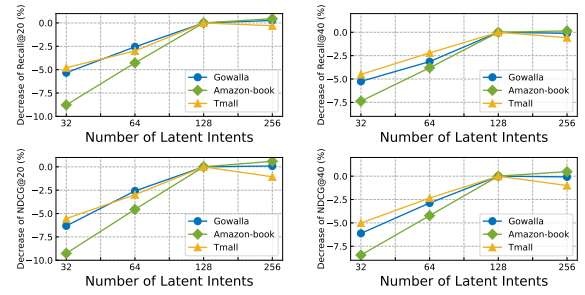 Decrease of Recall@20 (%)
0.0
−2.5
−5.0
−7.5
−10.0
Gowalla
Amazon-book
Tmall
32 64 128 256
Number of Latent Intents
Decrease of Recall@40 (%)
0.0
−2.5
−5.0
−7.5
Gowalla
Amazon-book
Tmall
32 64 128 256
Number of Latent Intents
Decrease of NDCG@20 (%)
0.0
−2.5
−5.0
−7.5
−10.0
Gowalla
Amazon-book
Tmall
32 64 128 256
Number of Latent Intents
Decrease of NDCG@40 (%)
0.0
−2.5
−5.0
−7.5
Gowalla
Amazon-book
Tmall
32 64 128 256
Number of Latent Intents